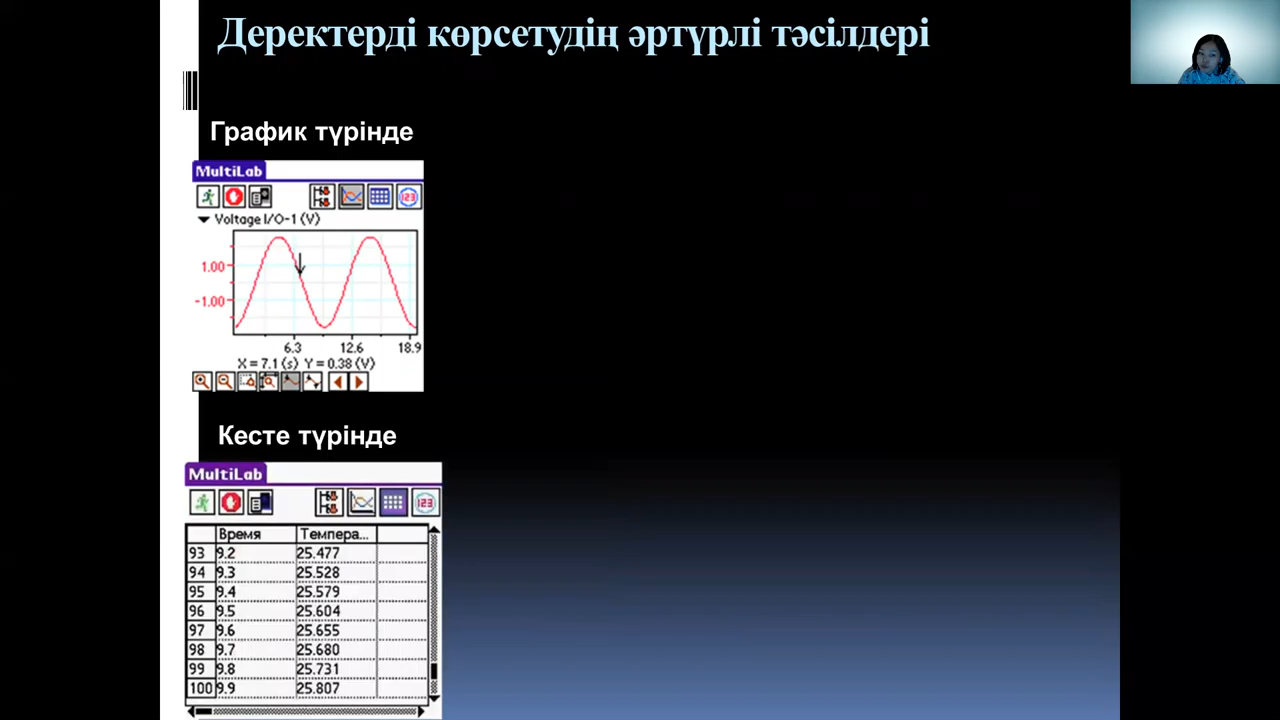 Деректерді көрсетудің әртүрлі тәсілдері
График түрінде
MultiLab
123
Voltage I/O-1 (V)
1.00
-1.00
6.3 12.6 18.9
X = 7.1 (s) Y = 0.38 (V)
Кесте түрінде
MultiLab
123
Время Темпера...
93 9.2 25.477
94 9.3 25.528
95 9.4 25.579
96 9.5 25.604
97 9.6 25.655
98 9.7 25.680
99 9.8 25.731
100 9.9 25.807